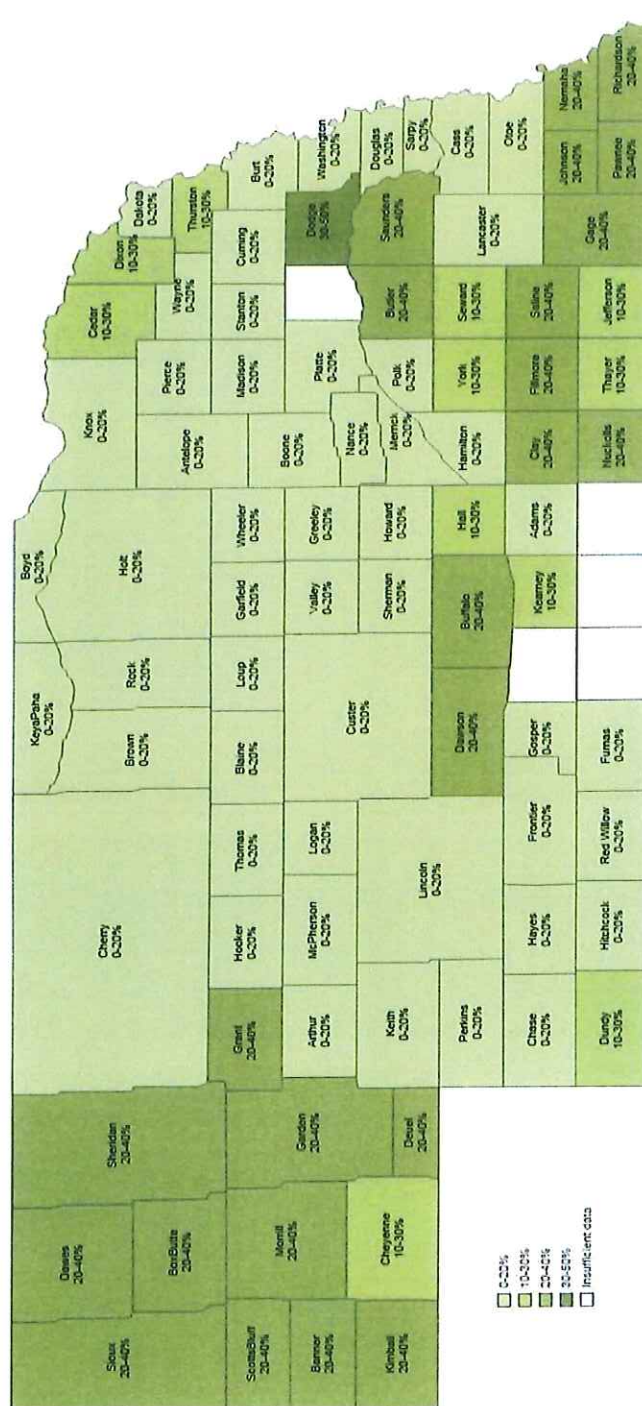 Sioux
20-40%
Dawes
20-40%
BoxButte
20-40%
Sheridan
20-40%
ScottsBluff
20-40%
Banner
20-40%
Kimball
20-40%
Morrill
20-40%
Cheyenne
10-30%
Garden
20-40%
Deuel
20-40%
Cherry
0-20%
Grant
20-40%
Hooker
0-20%
Thomas
0-20%
Arthur
0-20%
McPherson
0-20%
Logan
0-20%
Keith
0-20%
Lincoln
0-20%
Perkins
0-20%
Chase
0-20%
Hayes
0-20%
Frontier
0-20%
Gosper
0-20%
Dundy
10-30%
Hitchcock
0-20%
Red Willow
0-20%
Furnas
0-20%
KeyaPaha
0-20%
Boyd
0-20%
Brown
0-20%
Rock
0-20%
Holt
0-20%
Blaine
0-20%
Loup
0-20%
Garfield
0-20%
Wheeler
0-20%
Custer
0-20%
Valley
0-20%
Greeley
0-20%
Sherman
0-20%
Howard
0-20%
Dawson
20-40%
Buffalo
20-40%
Hall
10-30%
Kearney
10-30%
Adams
0-20%
Knox
0-20%
Cedar
10-30%
Dixon
10-30%
Dakota
0-20%
Antelope
0-20%
Pierce
0-20%
Wayne
0-20%
Thurston
10-30%
Boone
0-20%
Madison
0-20%
Stanton
0-20%
Cuming
0-20%
Burt
0-20%
Nance
0-20%
Platte
0-20%
Dodge
30-50%
Washington
0-20%
Merrick
0-20%
Polk
0-20%
Butler
20-40%
Saunders
20-40%
Douglas
0-20%
Sarpy
0-20%
Hamilton
0-20%
York
10-30%
Seward
10-30%
Lancaster
0-20%
Cass
0-20%
Otoe
0-20%
Clay
20-40%
Fillmore
20-40%
Saline
20-40%
Gage
20-40%
Johnson
20-40%
Nemaha
20-40%
Nuckolls
20-40%
Thayer
10-30%
Jefferson
10-30%
Pawnee
20-40%
Richardson
20-40%
0-20%
10-30%
20-40%
30-50%
Insufficient data